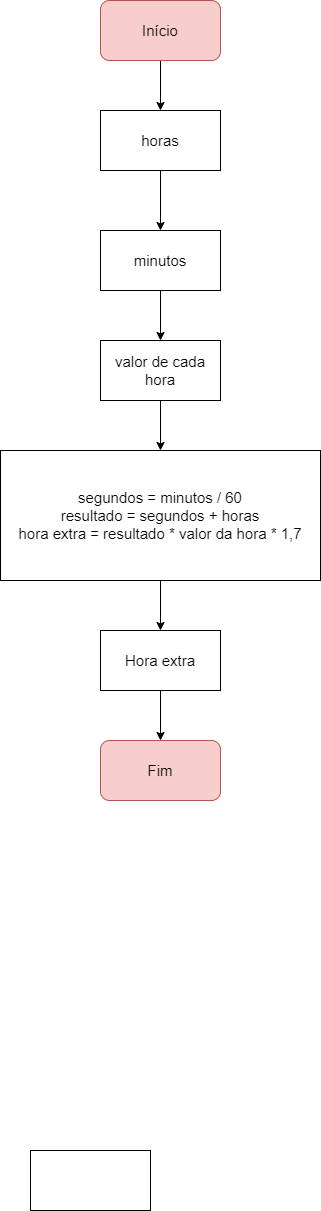 Início
horas
minutos
valor de cada
hora
segundos = minutos / 60
resultado = segundos + horas
hora extra = resultado * valor da hora * 1,7
Hora extra
Fim